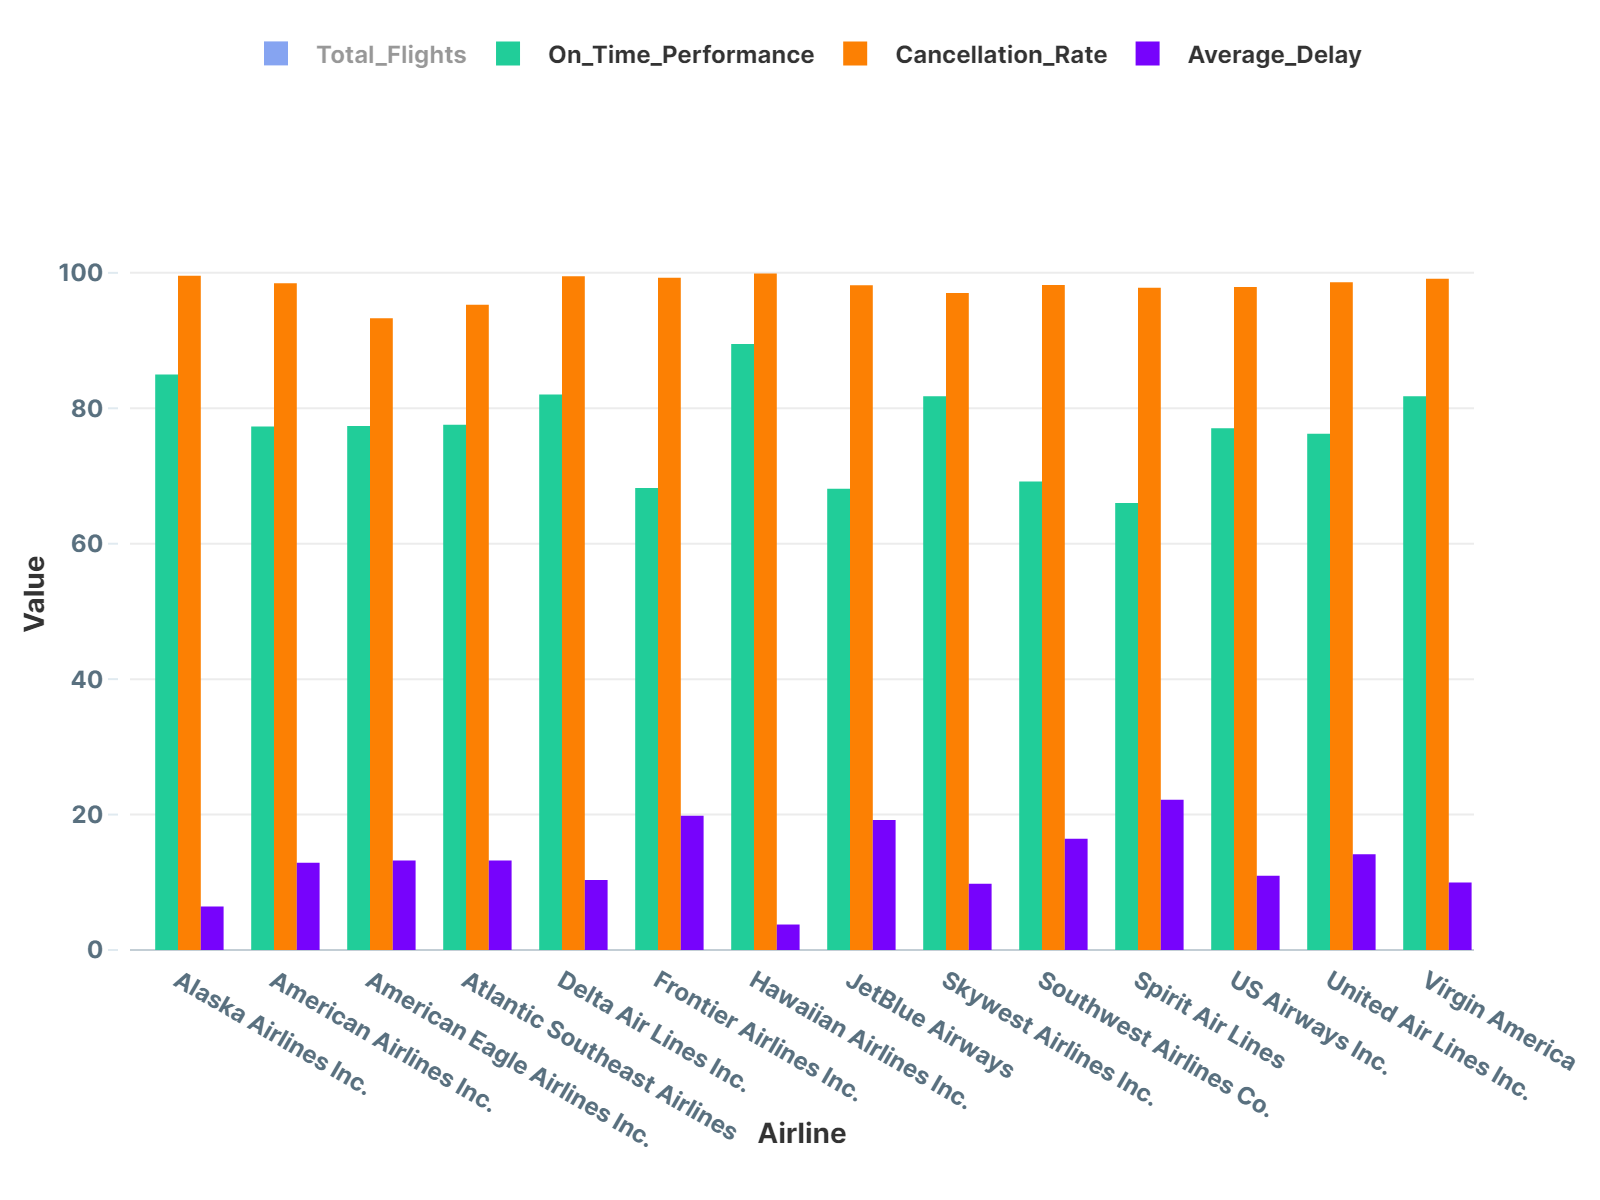 Total_Flights On_Time_Performance Cancellation_Rate Average_Delay
100
80
60
40
20
0
Value
Alaska Airlines Inc.
American Airlines Inc.
American Eagle Airlines Inc.
Atlantic Southeast Airlines
Delta Air Lines Inc.
Frontier Airlines Inc.
Hawaiian Airlines Inc.
JetBlue Airways
Skywest Airlines Inc.
Southwest Airlines Co.
Spirit Air Lines
US Airways Inc.
United Air Lines Inc.
Virgin America
Airline